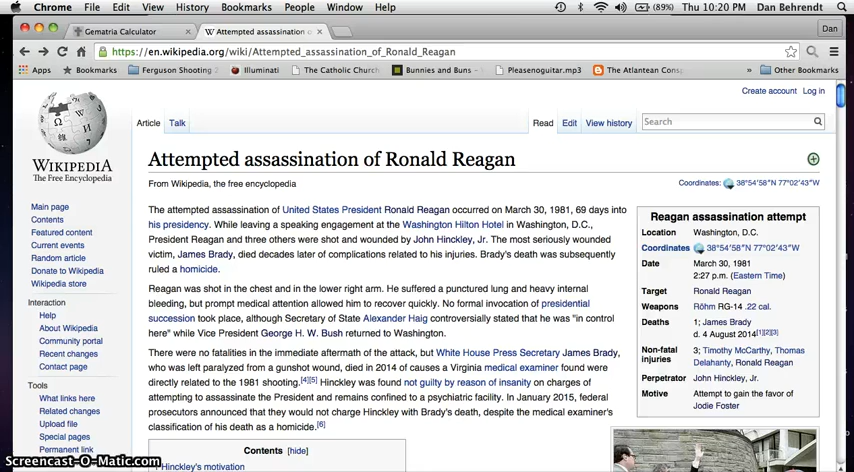 Chrome File Edit View History Bookmarks People Window Help (89%) Thu 10:20 PM Dan Behrendt
Gematria Calculator × Attempted assassination of R × Dan
https://en.wikipedia.org/wiki/Attempted_assassination_of_Ronald_Reagan
Apps Bookmarks Ferguson Shooting Illuminati The Catholic Church Bunnies and Buns - Pleasenoguitar.mp3 The Atlantean Cons » Other Bookmarks
Create account Log in
Article Talk Read Edit View history Search
WIKIPEDIA
The Free Encyclopedia
Main page
Contents
Featured content
Current events
Random article
Donate to Wikipedia
Wikipedia store
Interaction
Help
About Wikipedia
Community portal
Recent changes
Contact page
Tools
What links here
Related changes
Upload file
Special pages
Permanent link
Attempted assassination of Ronald Reagan
From Wikipedia, the free encyclopedia
Coordinates: 38°54′58″N 77°02′43″W
The attempted assassination of United States President Ronald Reagan occurred on March 30, 1981, 69 days into
his presidency. While leaving a speaking engagement at the Washington Hilton Hotel in Washington, D.C.,
President Reagan and three others were shot and wounded by John Hinckley, Jr. The most seriously wounded
victim, James Brady, died decades later of complications related to his injuries. Brady's death was subsequently
ruled a homicide.
Reagan was shot in the chest and in the lower right arm. He suffered a punctured lung and heavy internal
bleeding, but prompt medical attention allowed him to recover quickly. No formal invocation of presidential
succession took place, although Secretary of State Alexander Haig controversially stated that he was "in control
here" while Vice President George H. W. Bush returned to Washington.
There were no fatalities in the immediate aftermath of the attack, but White House Press Secretary James Brady,
who was left paralyzed from a gunshot wound, died in 2014 of causes a Virginia medical examiner found were
directly related to the 1981 shooting.[4][5] Hinckley was found not guilty by reason of insanity on charges of
attempting to assassinate the President and remains confined to a psychiatric facility. In January 2015, federal
prosecutors announced that they would not charge Hinckley with Brady's death, despite the medical examiner's
classification of his death as a homicide.[6]
Contents [hide]
Hinckley's motivation
Reagan assassination attempt
Location Washington, D.C.
Coordinates 38°54′58″N 77°02′43″W
Date March 30, 1981
2:27 p.m. (Eastern Time)
Target Ronald Reagan
Weapons Röhm RG-14 .22 cal.
Deaths 1; James Brady
d. 4 August 2014[1][2][3]
Non-fatal injuries 3; Timothy McCarthy, Thomas
Delahanty, Ronald Reagan
Perpetrator John Hinckley, Jr.
Motive Attempt to gain the favor of
Jodie Foster
Screencast-O-Matic.com